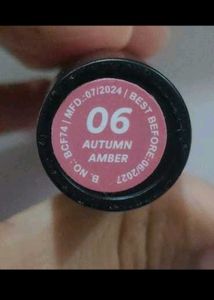 B. NO.: BCF74 | MFD.:07/2024 | BEST BEFORE:06/2027
06
AUTUMN
AMBER